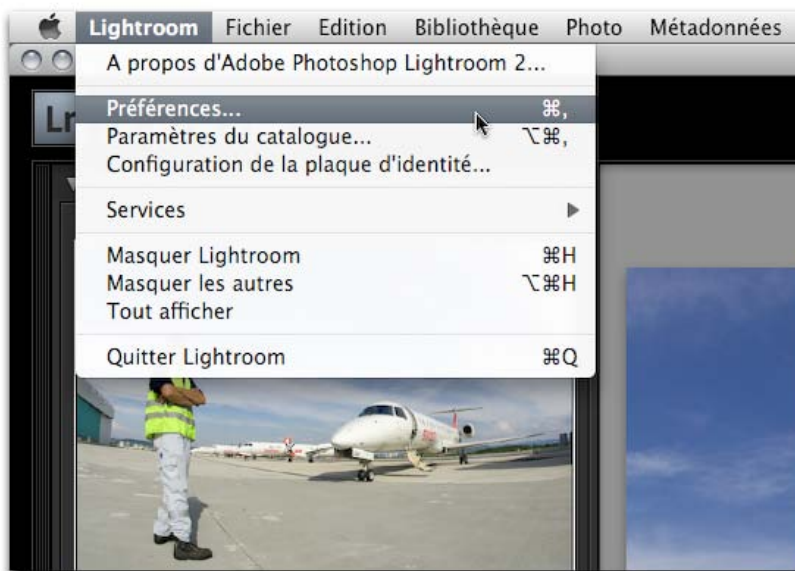 Lightroom Fichier Edition Bibliothèque Photo Métadonnées
A propos d'Adobe Photoshop Lightroom 2...
Lr
Préférences... ⌘,
Paramètres du catalogue... ⌥⌘,
Configuration de la plaque d'identité...
Services ▶
Masquer Lightroom ⌘H
Masquer les autres ⌥⌘H
Tout afficher
Quitter Lightroom ⌘Q